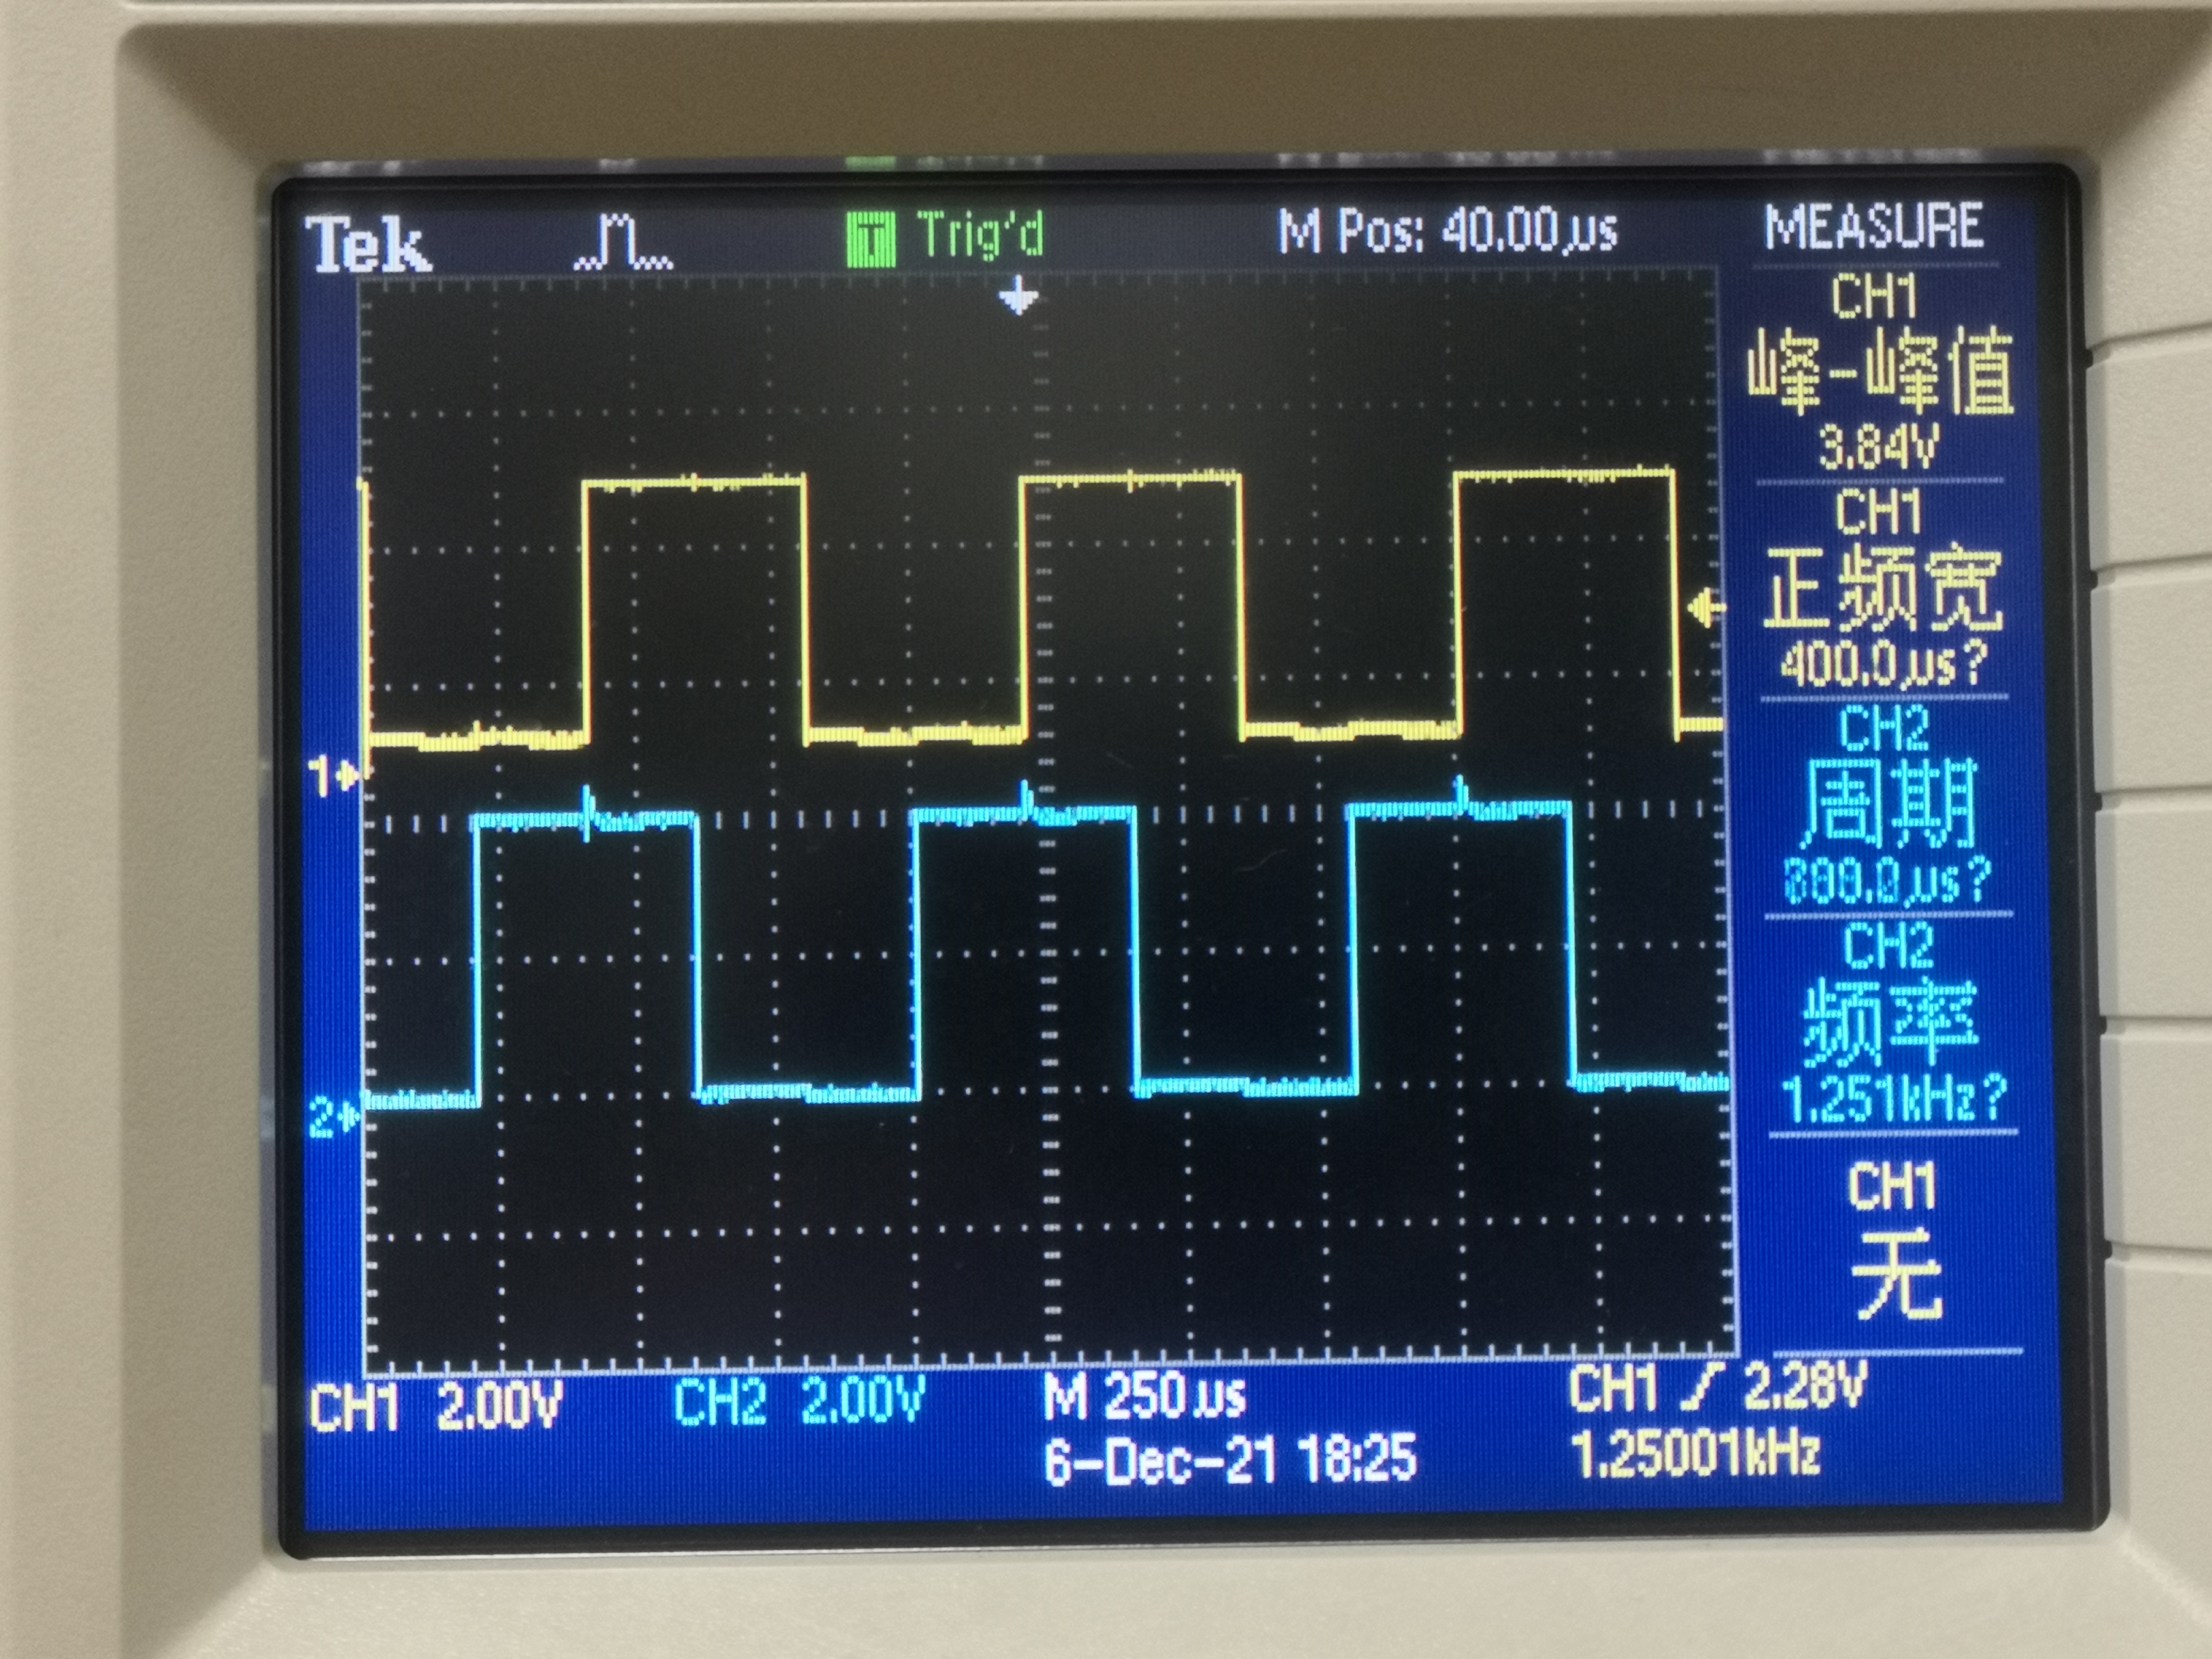 Tek
Trig'd
M Pos: 40.00µs
MEASURE
CH1
峰-峰值
3.84V
CH1
正频宽
400.0µs?
CH2
周期
800.0µs?
CH2
频率
1.251kHz?
CH1
无
1
2
CH1 2.00V
CH2 2.00V
M 250µs
CH1 2.28V
6-Dec-21 18:25
1.25001kHz